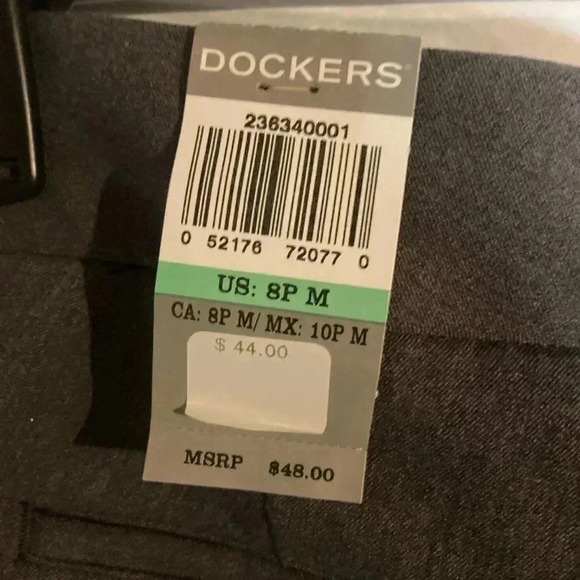 DOCKERS
236340001
0 52176 72077 0
US: 8P M
CA: 8P M/ MX: 10P M
$ 44.00
MSRP $48.00